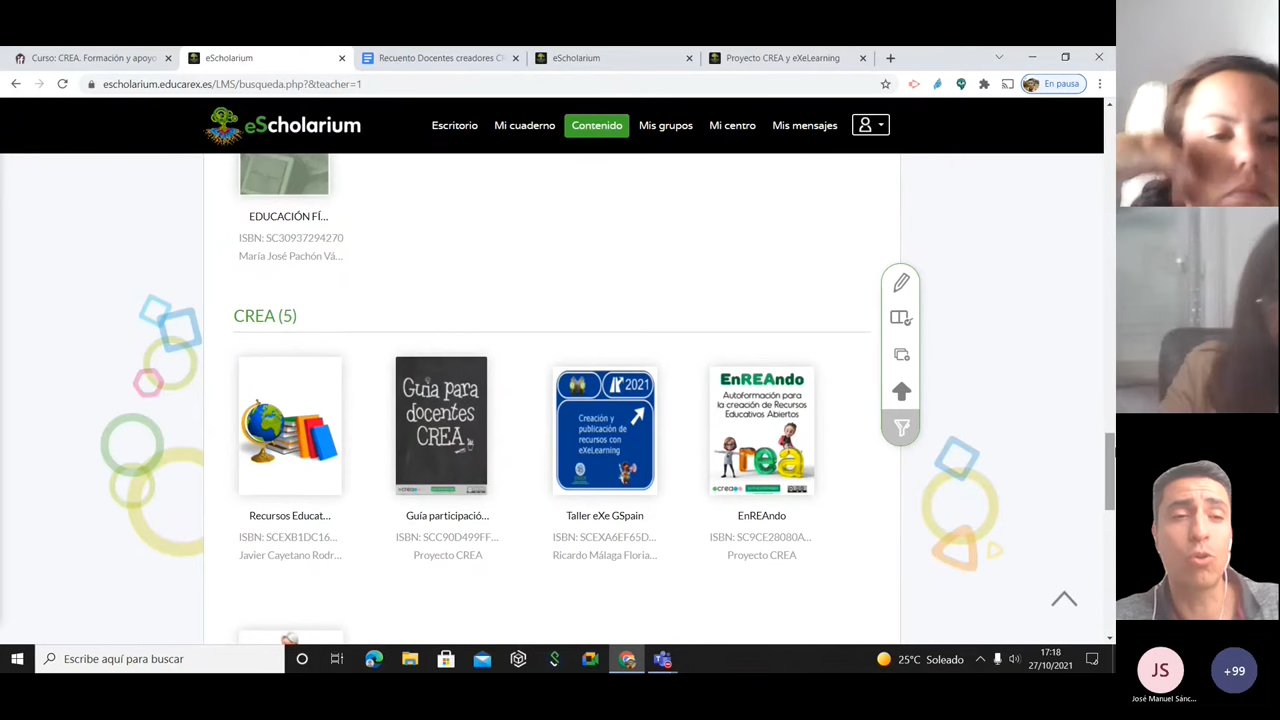 Curso: CREA. Formación y apoyo
eScholarium
Recuento Docentes creadores C
eScholarium
Proyecto CREA y eXeLearning
escholarium.educarex.es/LMS/busqueda.php?&teacher=1
En pausa
eScholarium
Escritorio
Mi cuaderno
Contenido
Mis grupos
Mi centro
Mis mensajes
EDUCACIÓN FÍ...
ISBN: SC30937294270
María José Pachón Vá...
CREA (5)
Guía para
docentes
CREA
2021
Creación y
publicación de
recursos con
eXeLearning
EnREAndo
Autoformación para
la creación de Recursos
Educativos Abiertos
rea
crea
Recursos Educat...
Guía participació...
Taller eXe GSpain
EnREAndo
ISBN: SCEXB1DC16...
ISBN: SCC90D499FF...
ISBN: SCEXA6EF65D...
ISBN: SC9CE28080A...
Javier Cayetano Rodr...
Proyecto CREA
Ricardo Málaga Floria...
Proyecto CREA
Escribe aquí para buscar
25°C Soleado
17:18
27/10/2021
JS
+99
José Manuel Sánc...